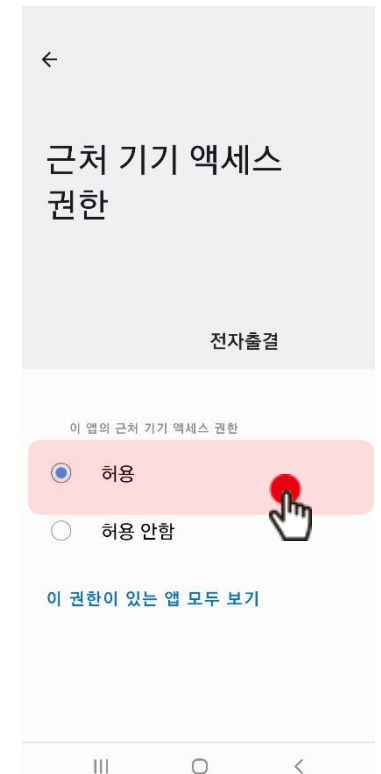 근처 기기 액세스
권한
전자출결
이 앱의 근처 기기 액세스 권한
허용
허용 안함
이 권한이 있는 앱 모두 보기